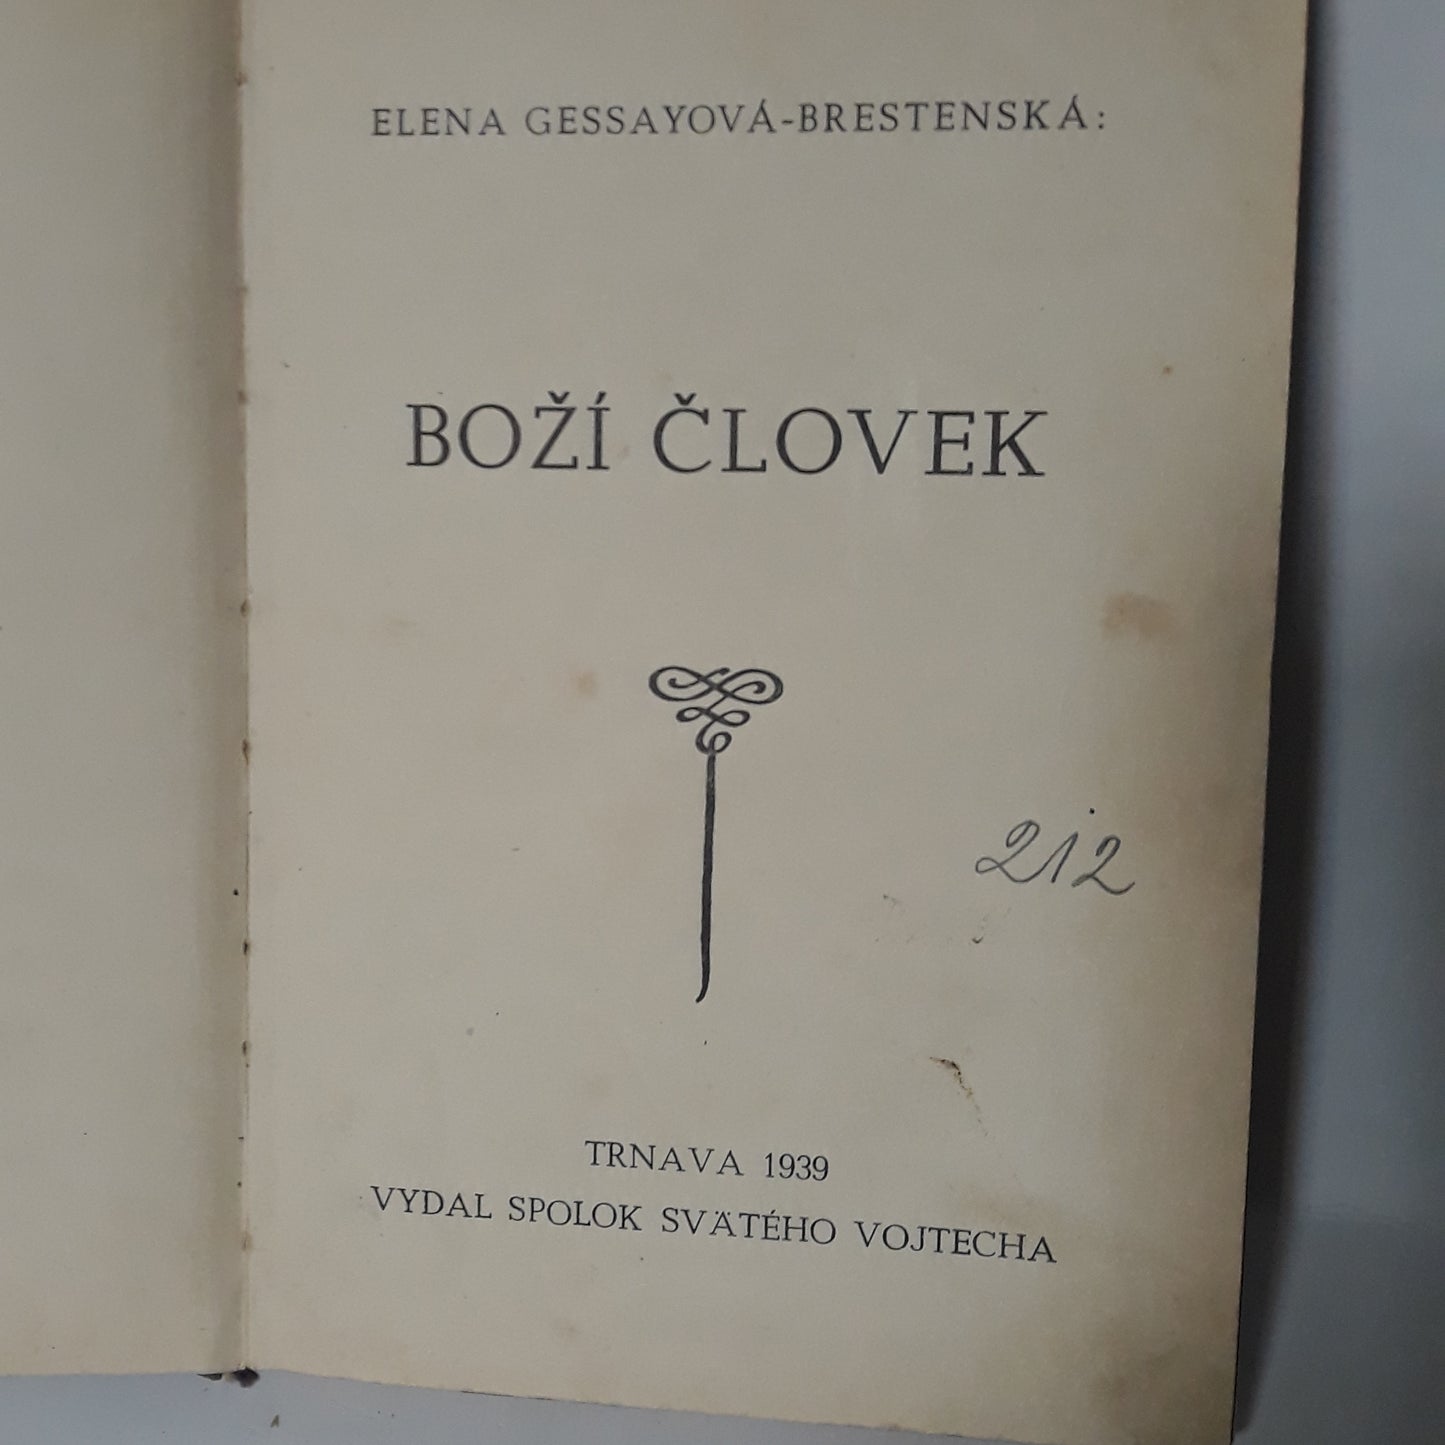 ELENA GESSAYOVÁ-BRESTENSKÁ:
BOŽÍ ČLOVEK
212
TRNAVA 1939
VYDAL SPOLOK SVÄTÉHO VOJTECHA